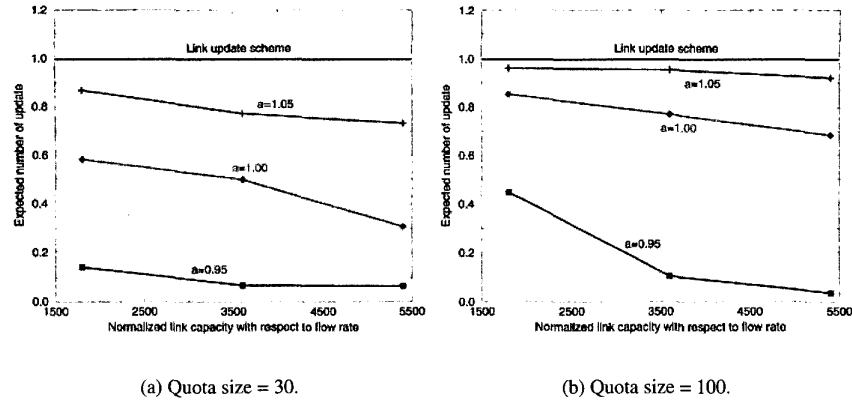 1.2
1.0
0.8
0.6
0.4
0.2
0.0
Expected number of update
Link update scheme
a=1.05
a=1.00
a=0.95
1500
2500
3500
4500
5500
Normalized link capacity with respect to flow rate
(a) Quota size = 30.
1.2
1.0
0.8
0.6
0.4
0.2
0.0
Expected number of update
Link update scheme
a=1.05
a=1.00
a=0.95
1500
2500
3500
4500
5500
Normalized link capacity with respect to flow rate
(b) Quota size = 100.